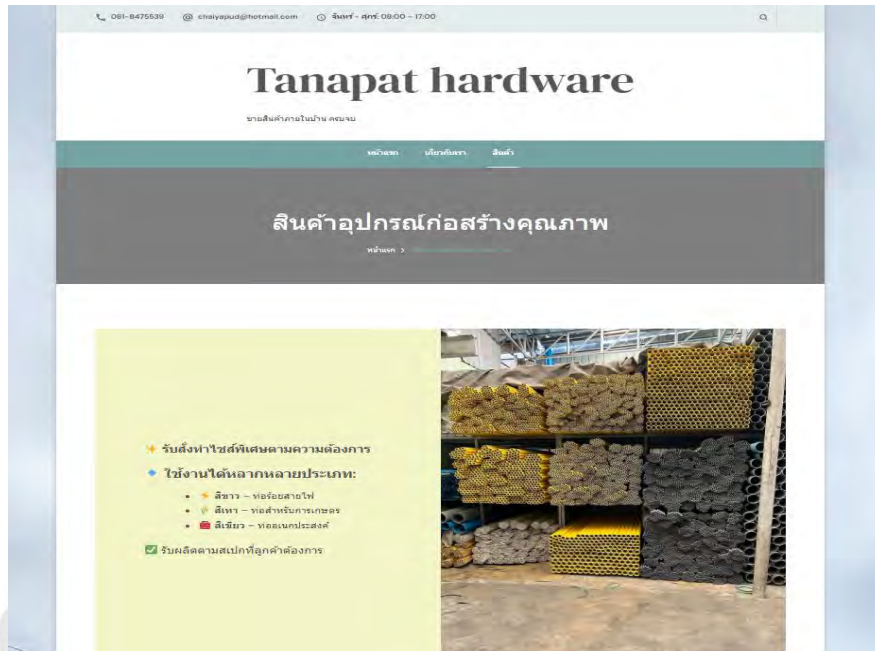 081-8475539 @ chaiyapud@hotmail.com จันทร์ - ศุกร์: 08:00 - 17:00
Tanapat hardware
ขายสินค้าภายในบ้าน ครบจบ
หน้าแรก เกี่ยวกับเรา สินค้า
สินค้าอุปกรณ์ก่อสร้างคุณภาพ
หน้าแรก >
✨ รับสั่งทำไซส์พิเศษตามความต้องการ
🔹 ใช้งานได้หลากหลายประเภท:
• ⚡ สีขาว – ท่อร้อยสายไฟ
• 🌾 สีเทา – ท่อสำหรับการเกษตร
• 🧰 สีเขียว – ท่ออเนกประสงค์
✅ รับผลิตตามสเปกที่ลูกค้าต้องการ